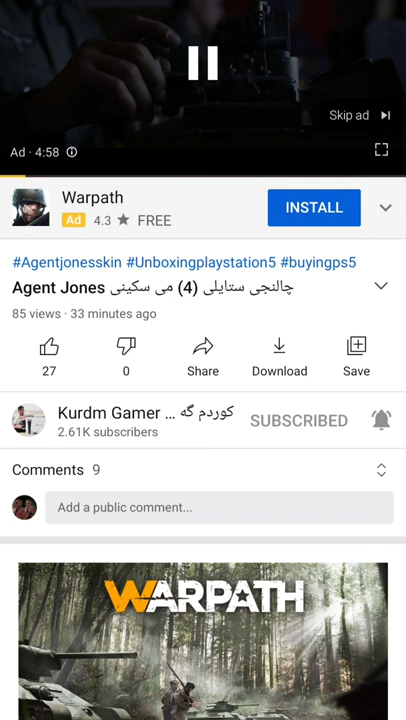 Skip ad
Ad · 4:58
Warpath
Ad 4.3 ★ FREE
INSTALL
#Agentjonesskin #Unboxingplaystation5 #buyingps5
Agent Jones چالنجی ستایلی (4) می سکینی
85 views · 33 minutes ago
27
0
Share
Download
Save
Kurdm Gamer ... کوردم گه
SUBSCRIBED
2.61K subscribers
Comments 9
Add a public comment...
WARPATH